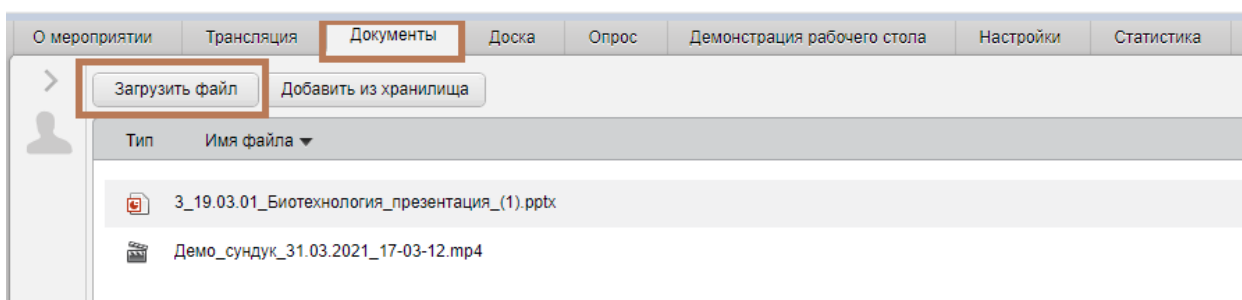 О мероприятии Трансляция Документы Доска Опрос Демонстрация рабочего стола Настройки Статистика
Загрузить файл Добавить из хранилища
Тип Имя файла
3_19.03.01_Биотехнология_презентация_(1).pptx
Демо_сундук_31.03.2021_17-03-12.mp4